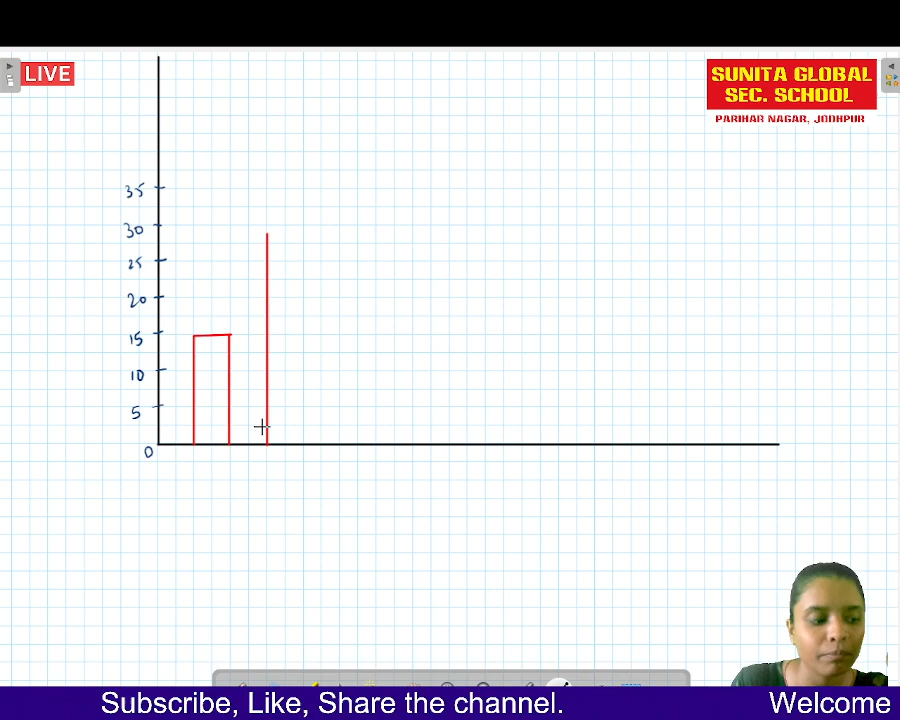 LIVE
SUNITA GLOBAL
SEC. SCHOOL
PARIHAR NAGAR, JODHPUR
35
30
25
20
15
10
5
0
Subscribe, Like, Share the channel.
Welcome